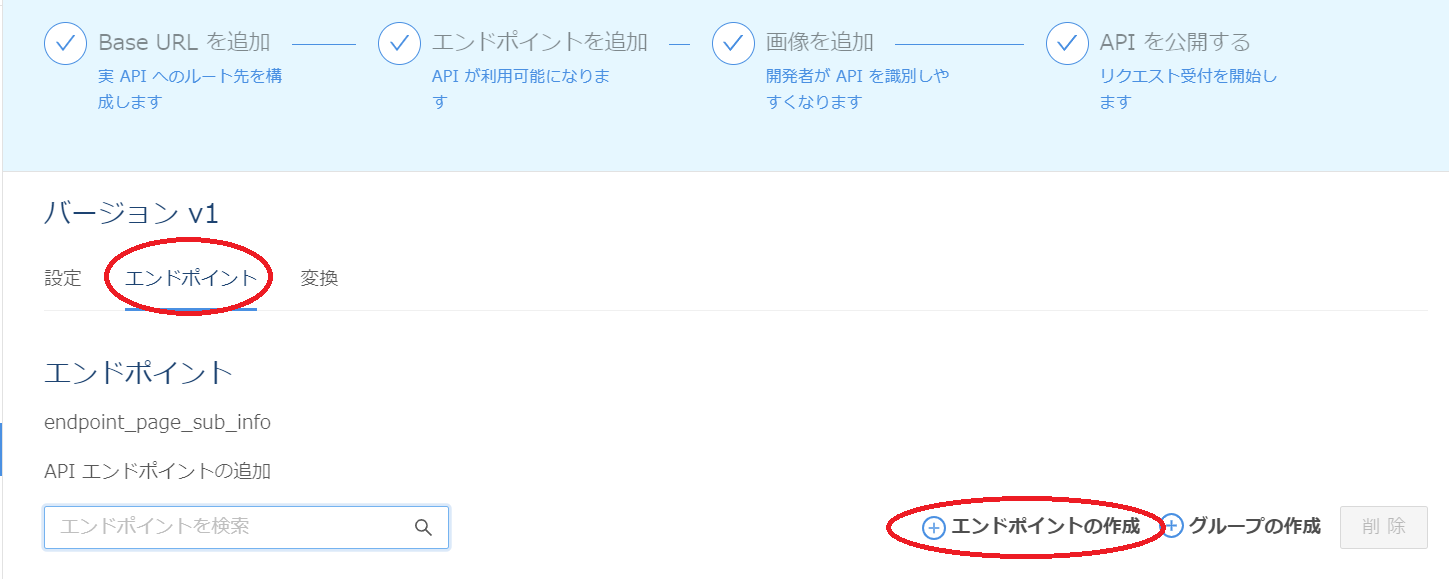 Base URL を追加
実 API へのルート先を構
成します
エンドポイントを追加
API が利用可能になりま
す
画像を追加
開発者が API を識別しや
すくなります
API を公開する
リクエスト受付を開始し
ます
バージョン v1
設定 エンドポイント 変換
エンドポイント
endpoint_page_sub_info
API エンドポイントの追加
エンドポイントを検索 エンドポイントの作成 グループの作成 削除